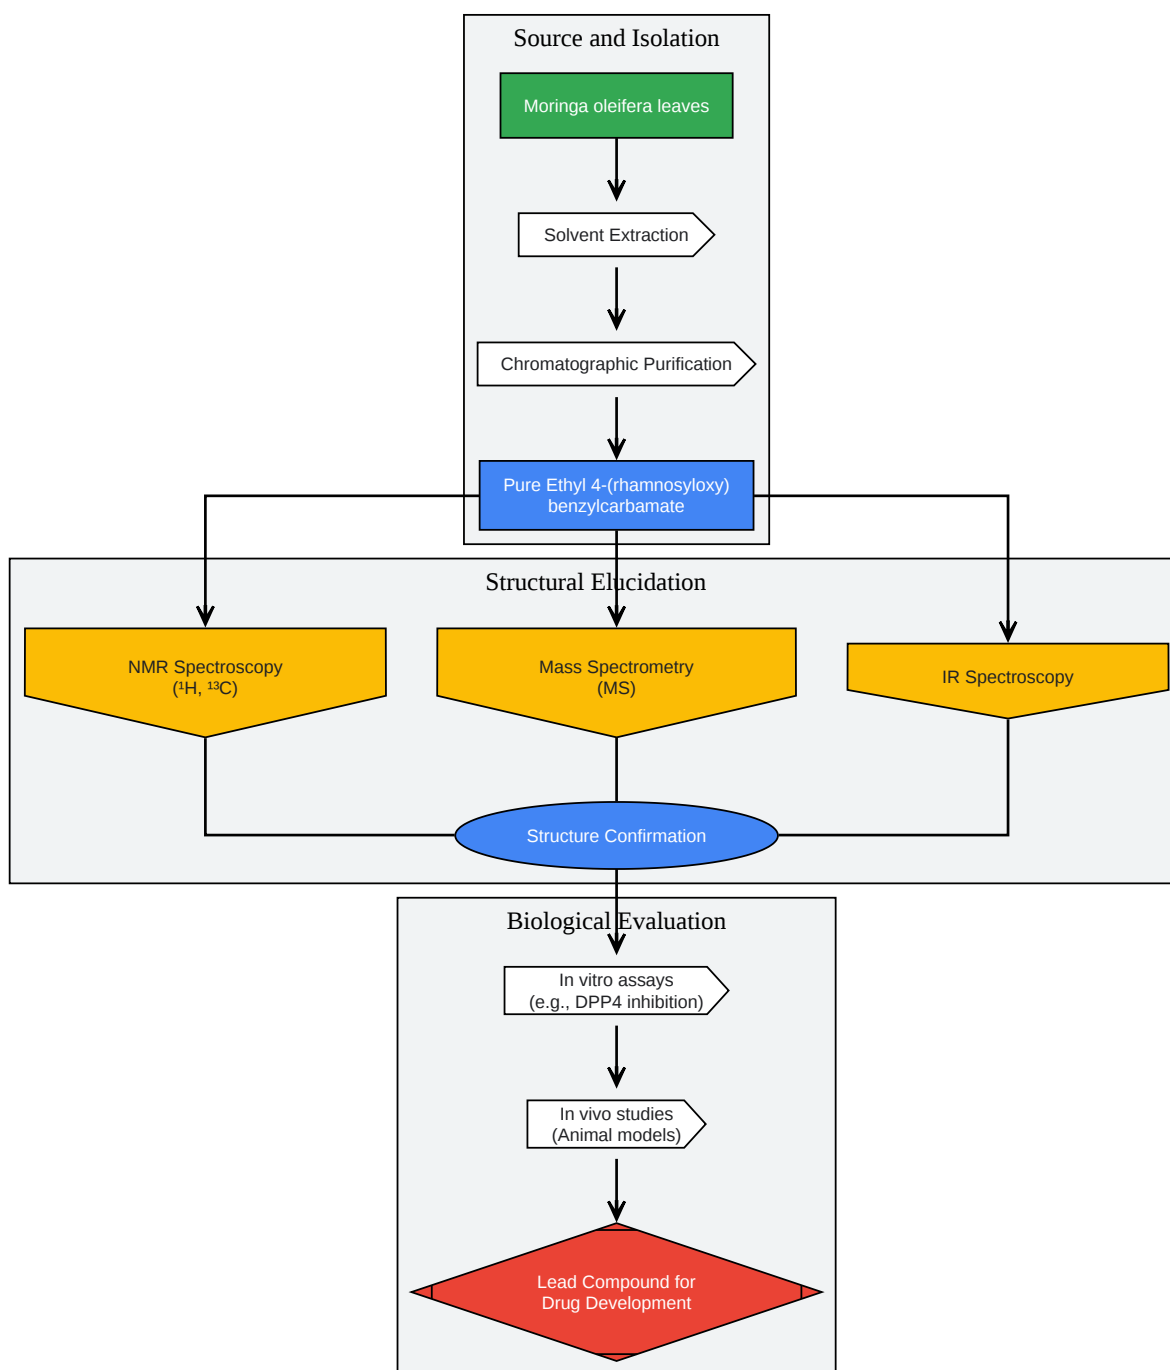 Source and Isolation
Moringa oleifera leaves
Solvent Extraction
Chromatographic Purification
Pure Ethyl 4-(rhamnosyloxy)
benzylcarbamate
Structural Elucidation
NMR Spectroscopy
(¹H, ¹³C)
Mass Spectrometry
(MS)
IR Spectroscopy
Structure Confirmation
Biological Evaluation
In vitro assays
(e.g., DPP4 inhibition)
In vivo studies
(Animal models)
Lead Compound for
Drug Development